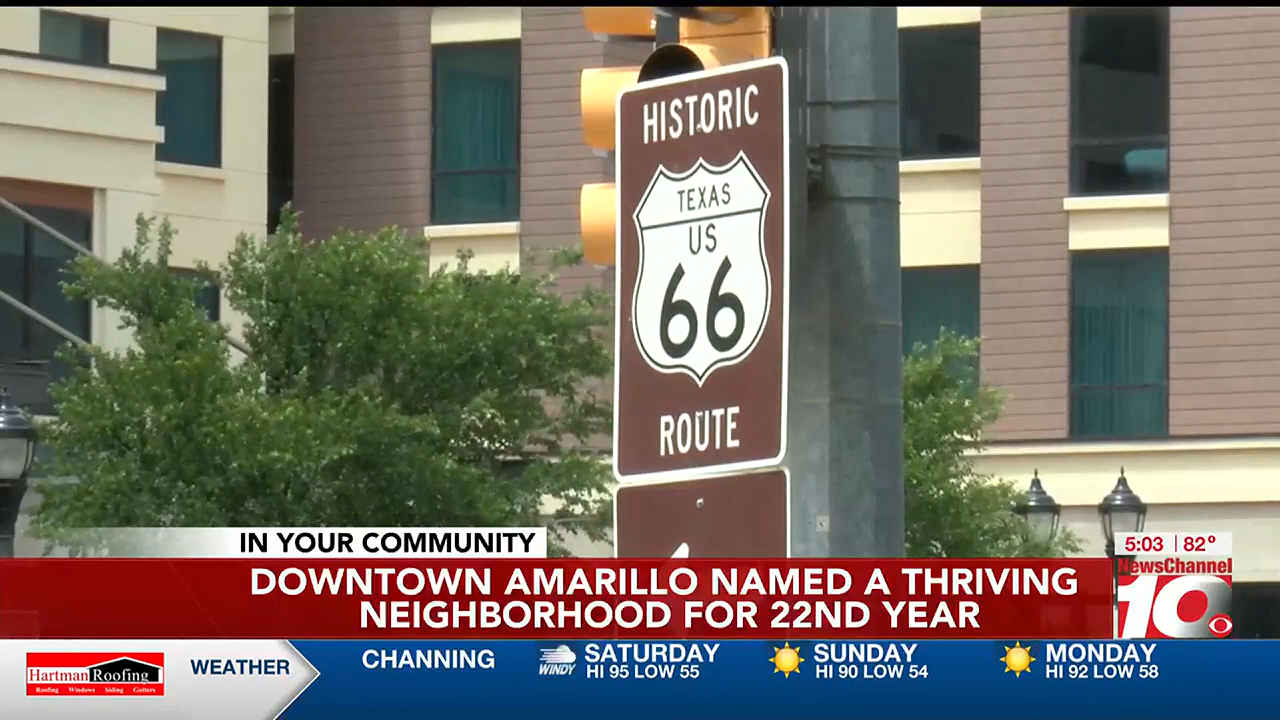 HISTORIC
TEXAS
US
66
ROUTE
IN YOUR COMMUNITY
DOWNTOWN AMARILLO NAMED A THRIVING
NEIGHBORHOOD FOR 22ND YEAR
5:03 | 82°
NewsChannel
10
Hartman Roofing
Roofing Windows Siding Gutters
WEATHER
CHANNING
WINDY
SATURDAY
HI 95 LOW 55
SUNDAY
HI 90 LOW 54
MONDAY
HI 92 LOW 58